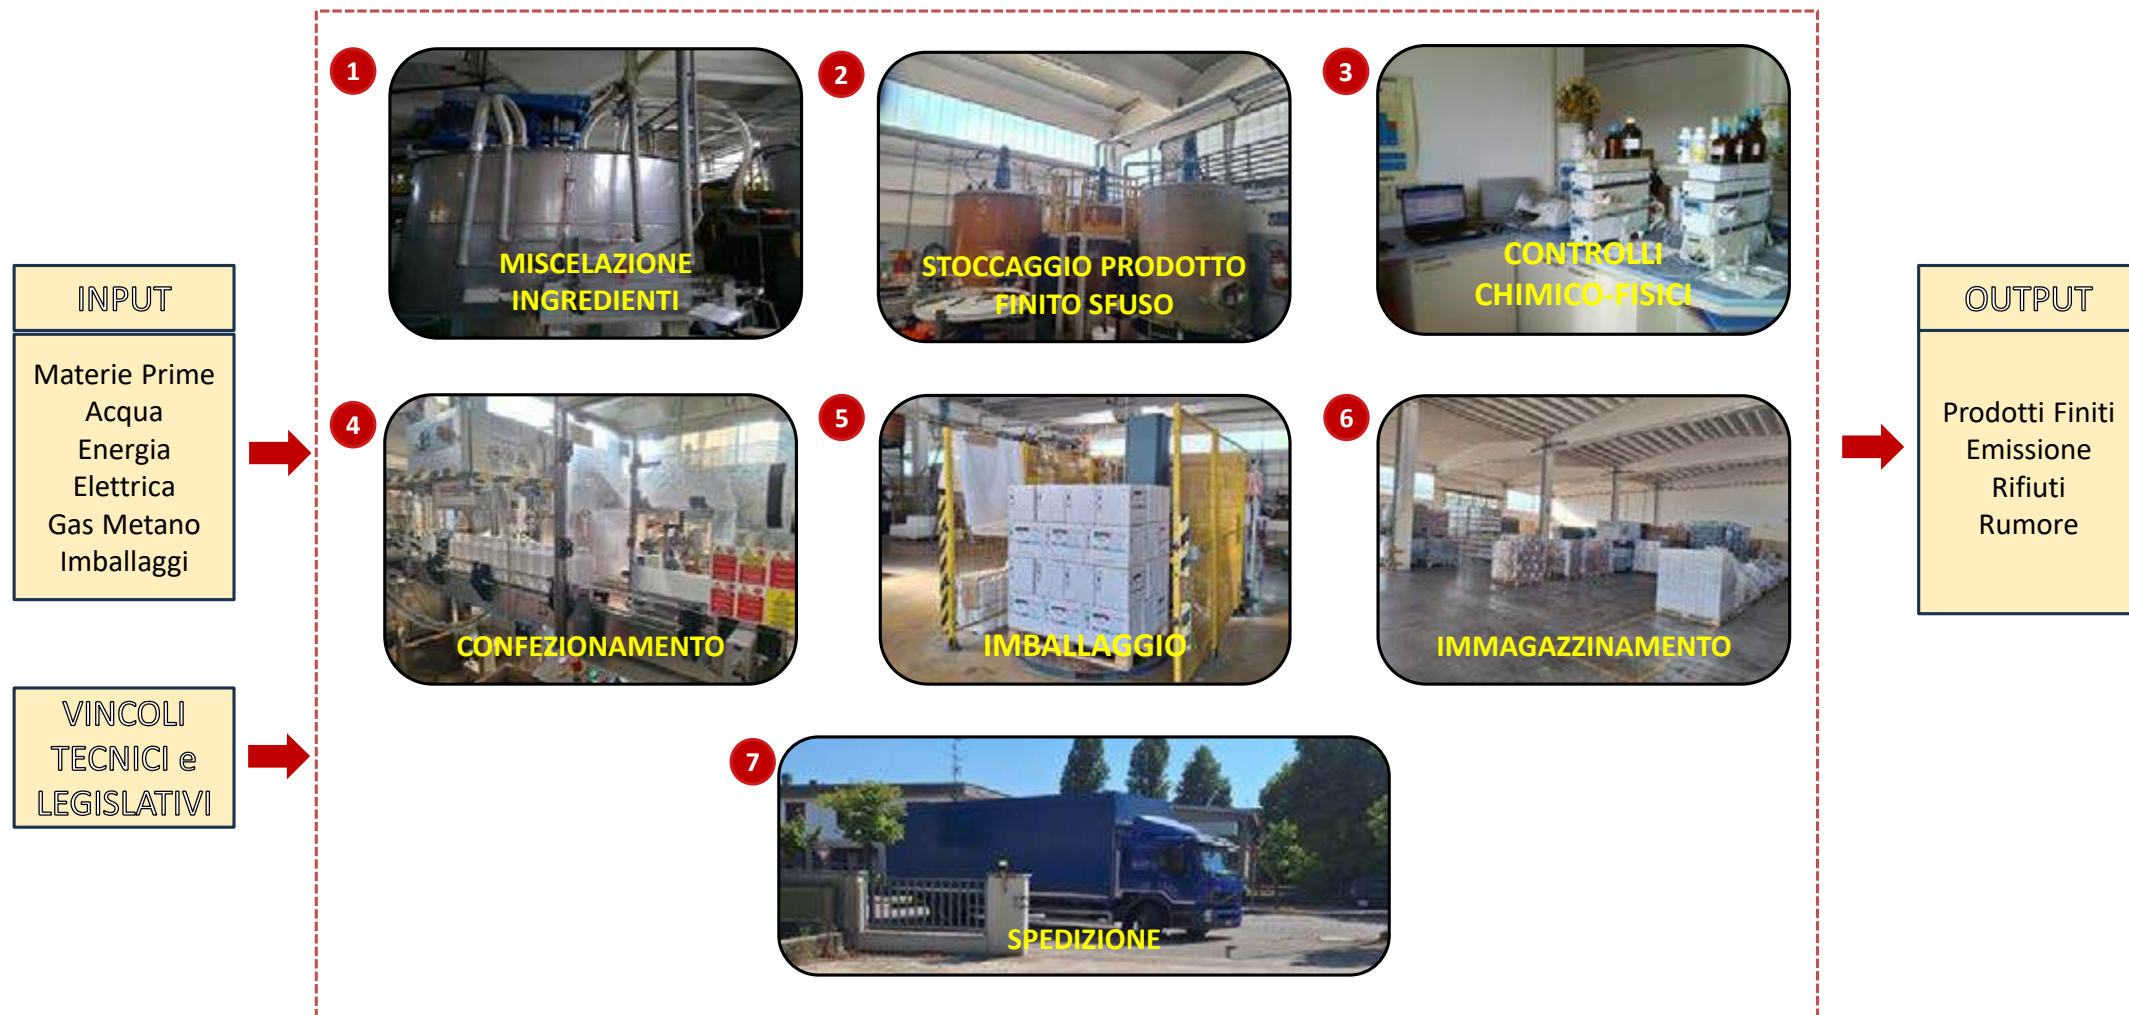 INPUT
Materie Prime
Acqua
Energia
Elettrica
Gas Metano
Imballaggi
VINCOLI
TECNICI e
LEGISLATIVI
1
MISCELAZIONE
INGREDIENTI
2
STOCCAGGIO PRODOTTO
FINITO SFUSO
3
CONTROLLI
CHIMICO-FISICI
4
CONFEZIONAMENTO
5
IMBALLAGGIO
6
IMMAGAZZINAMENTO
7
SPEDIZIONE
OUTPUT
Prodotti Finiti
Emissione
Rifiuti
Rumore